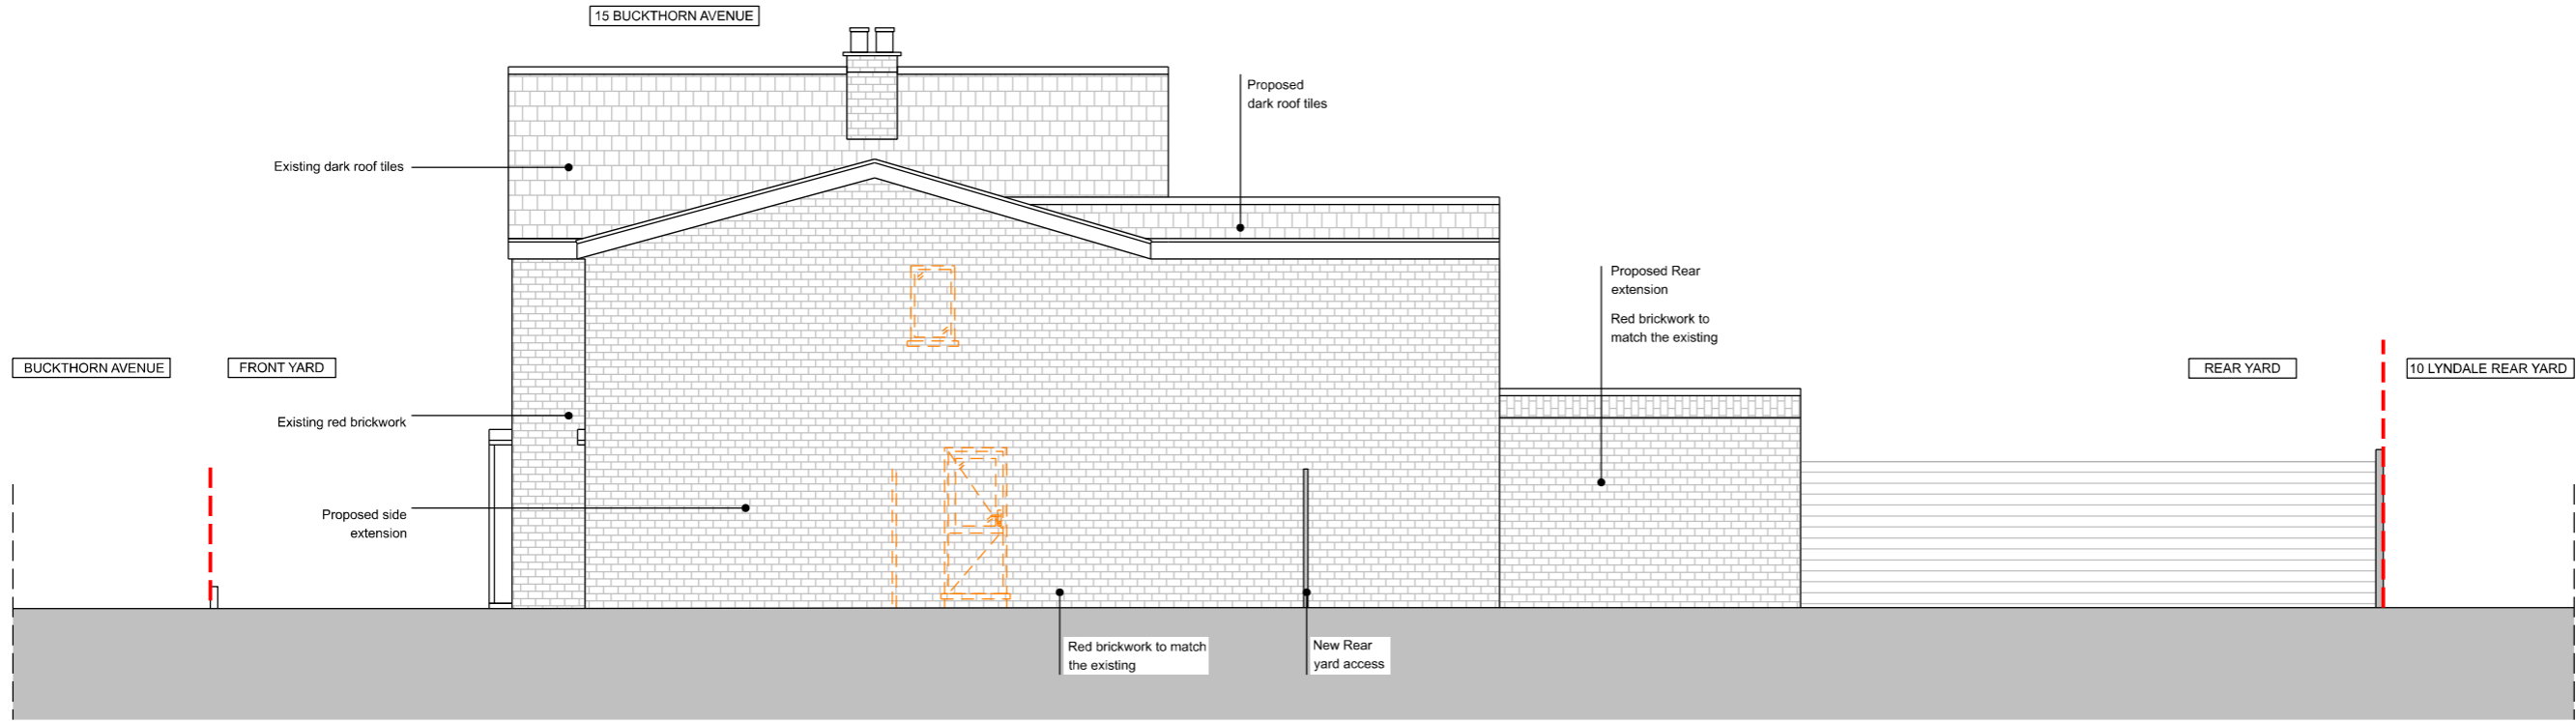 15 BUCKTHORN AVENUE
Proposed
dark roof tiles
Existing dark roof tiles
Proposed Rear
extension
Red brickwork to
match the existing
BUCKTHORN AVENUE
FRONT YARD
REAR YARD
10 LYNDALE REAR YARD
Existing red brickwork
Proposed side
extension
Red brickwork to match
the existing
New Rear
yard access